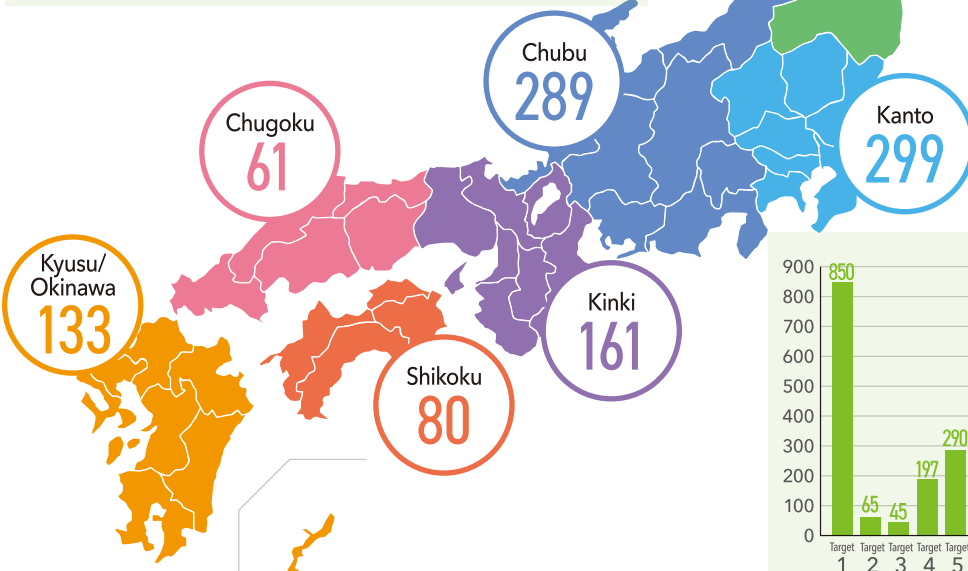 Chubu
289
Chugoku
61
Kanto
299
Kyusu/
Okinawa
133
Kinki
161
Shikoku
80
900
800
700
600
500
400
300
200
100
0
850
65
45
197
290
Target
1
Target
2
Target
3
Target
4
Target
5